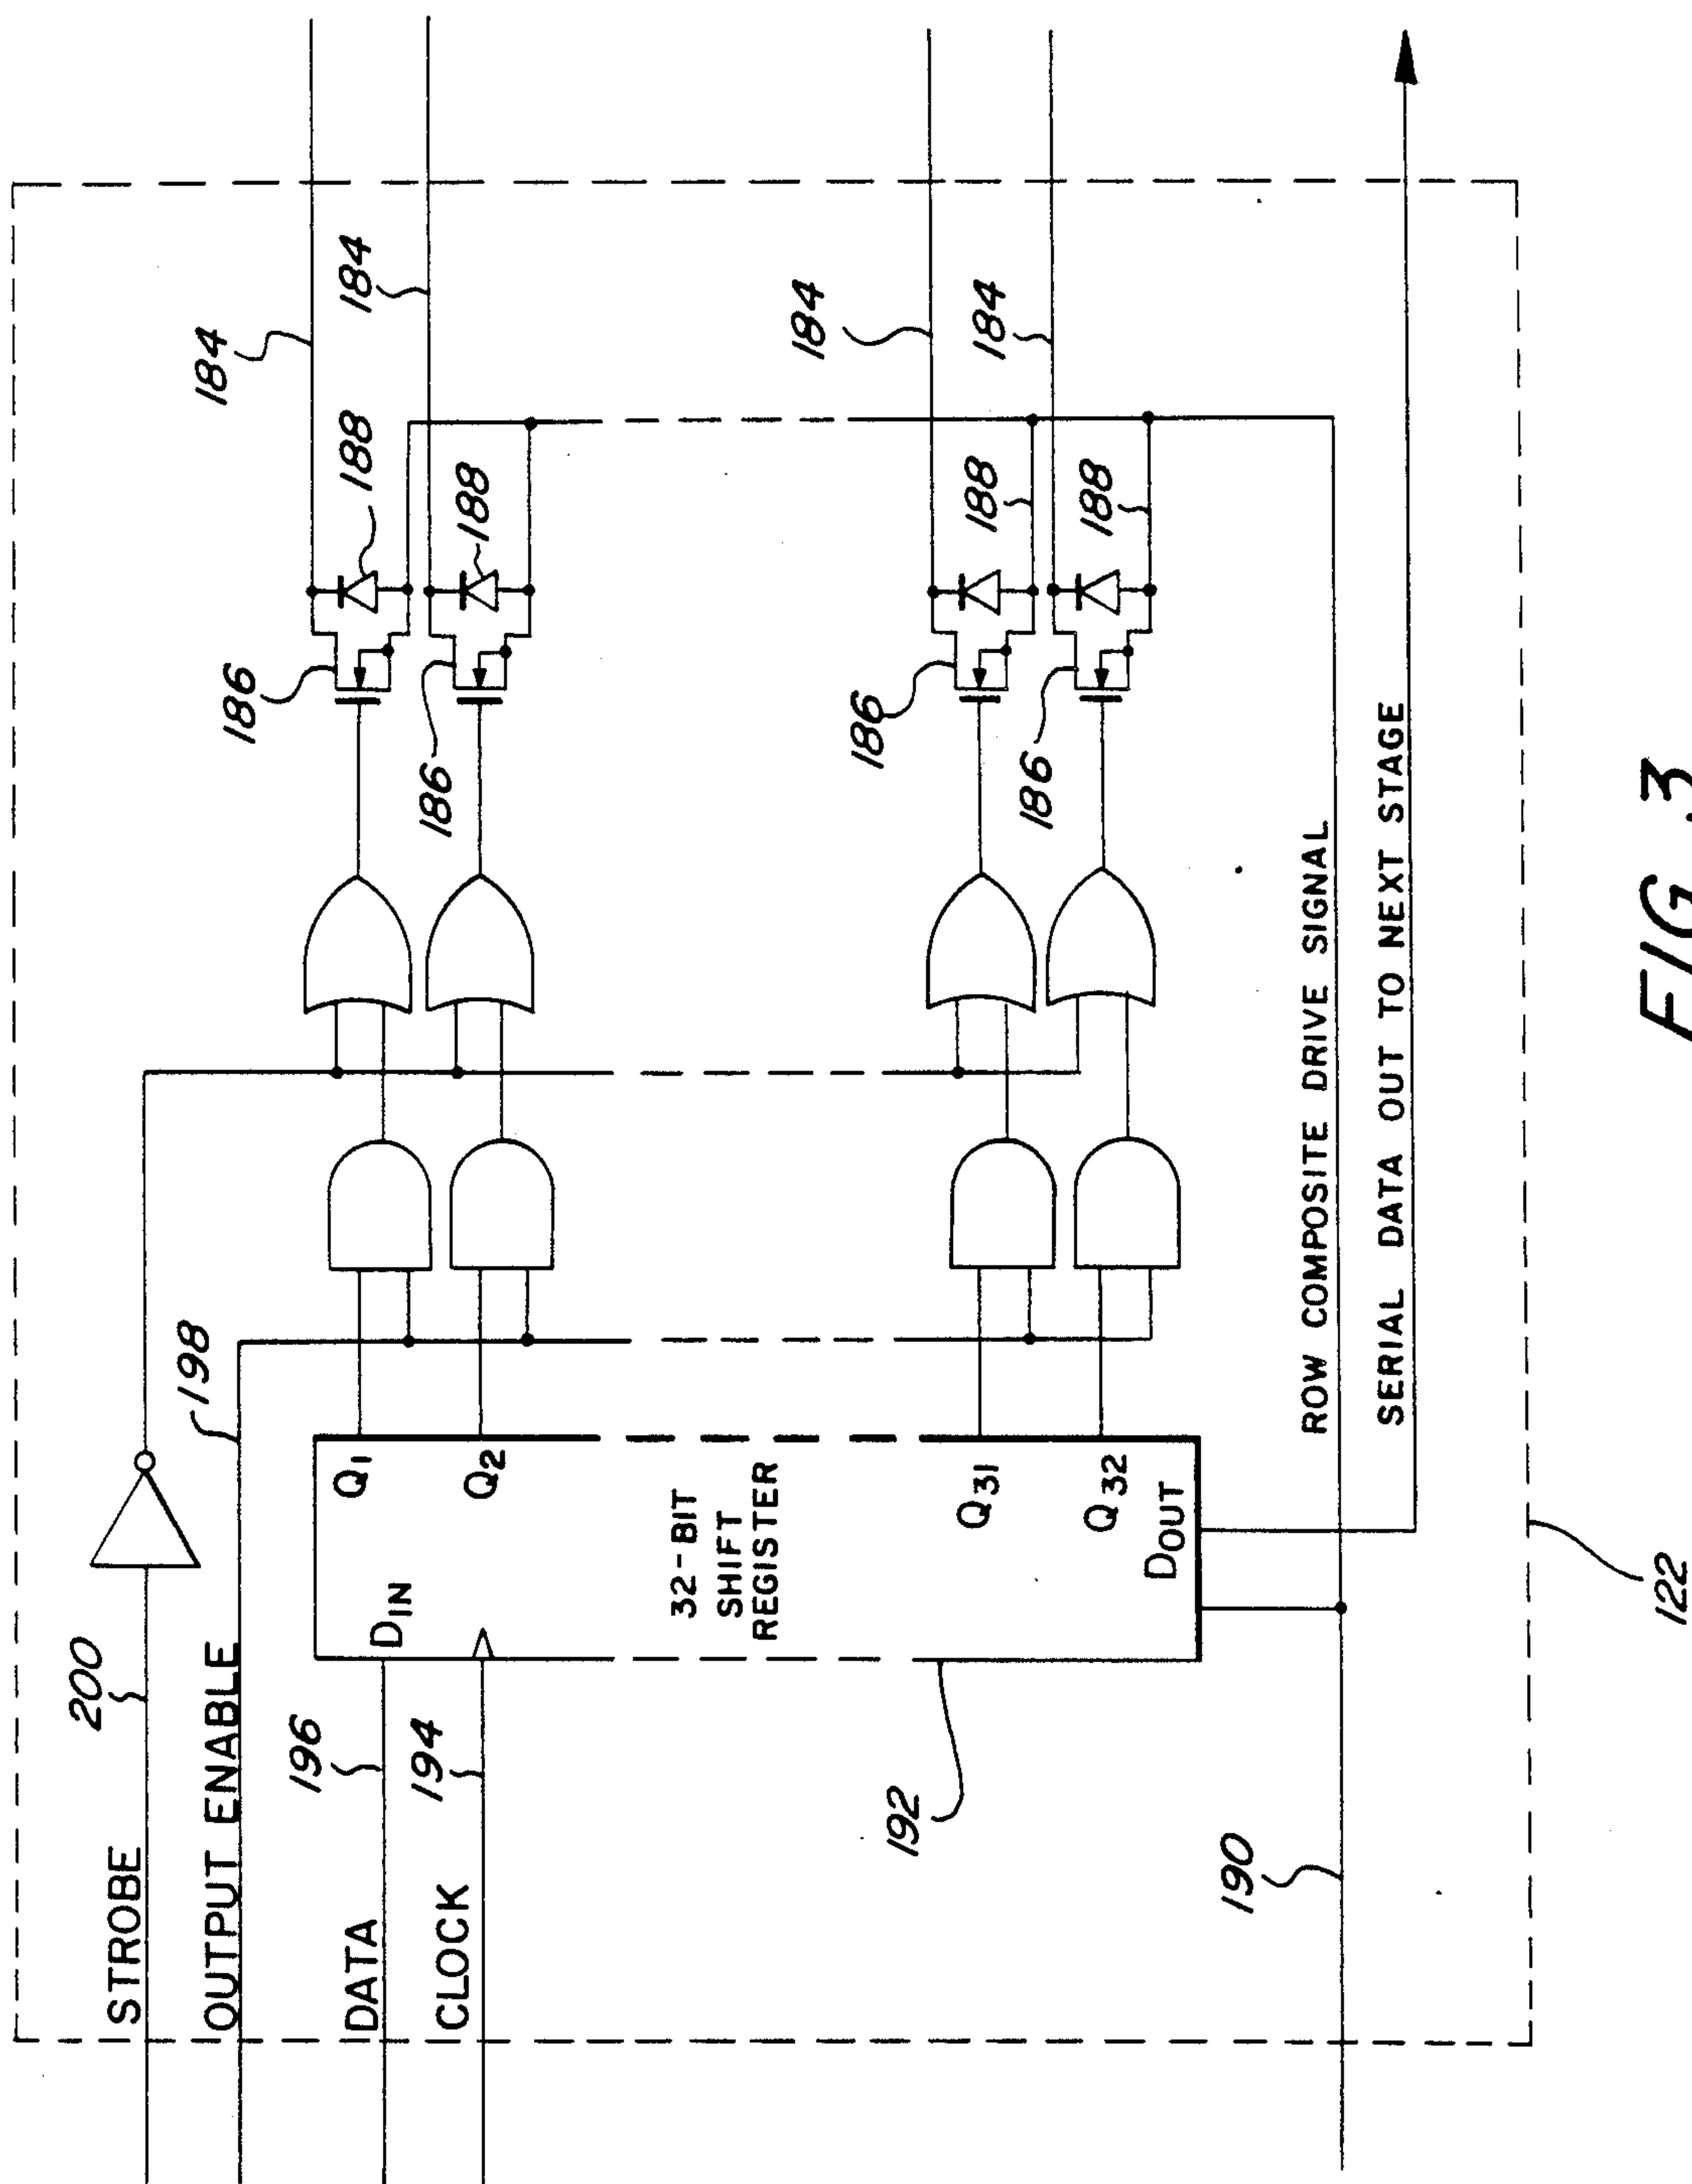 STROBE
200
OUTPUT ENABLE
198
DATA
196
CLOCK
194
DIN
Q1
Q2
32-BIT
SHIFT
REGISTER
Q31
Q32
DOUT
192
190
186
186
186
186
188
188
188
188
184
184
184
184
ROW COMPOSITE DRIVE SIGNAL
SERIAL DATA OUT TO NEXT STAGE
122
FIG. 3